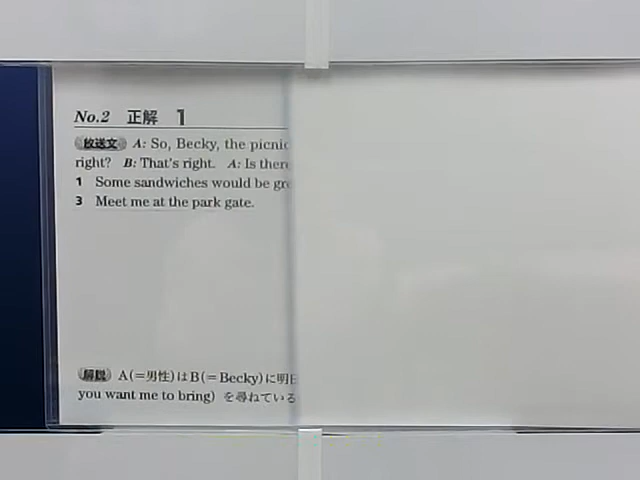 No.2 正解 1
放送文 A: So, Becky, the picnic
right? B: That's right. A: Is there
1 Some sandwiches would be
3 Meet me at the park gate.
解説 A(=男性)はB(=Becky)に明日
you want me to bring) を尋ねている